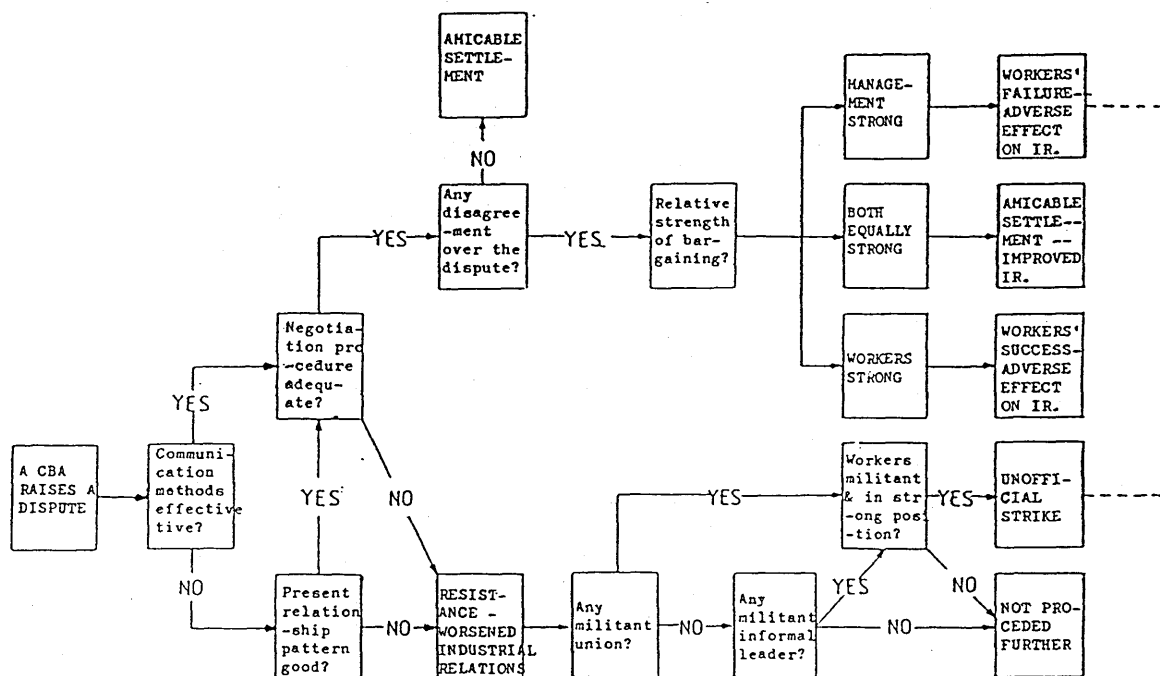 AMICABLE
SETTLE-
MENT
NO
Any
disagree
-ment
over the
dispute?
YES
YES
Relative
strength
of bar-
gaining?
MANAGE-
MENT
STRONG
WORKERS'
FAILURE--
ADVERSE
EFFECT
ON IR.
BOTH
EQUALLY
STRONG
AMICABLE
SETTLE--
MENT --
IMPROVED
IR.
WORKERS
STRONG
WORKERS'
SUCCESS-
ADVERSE
EFFECT
ON IR.
Negotia-
tion pro
-cedure
adequ-
ate?
YES
YES
NO
A CBA
RAISES A
DISPUTE
Communi-
cation
methods
effective
tive?
NO
Present
relation
-ship
pattern
good?
NO
RESIST-
ANCE -
WORSENED
INDUSTRIAL
RELATIONS
Any
militant
union?
YES
NO
Any
militant
informal
leader?
YES
NO
Workers
militant
& in str
-ong posi
-tion?
YES
NO
UNOFFI-
CIAL
STRIKE
NOT PRO-
CEDED
FURTHER